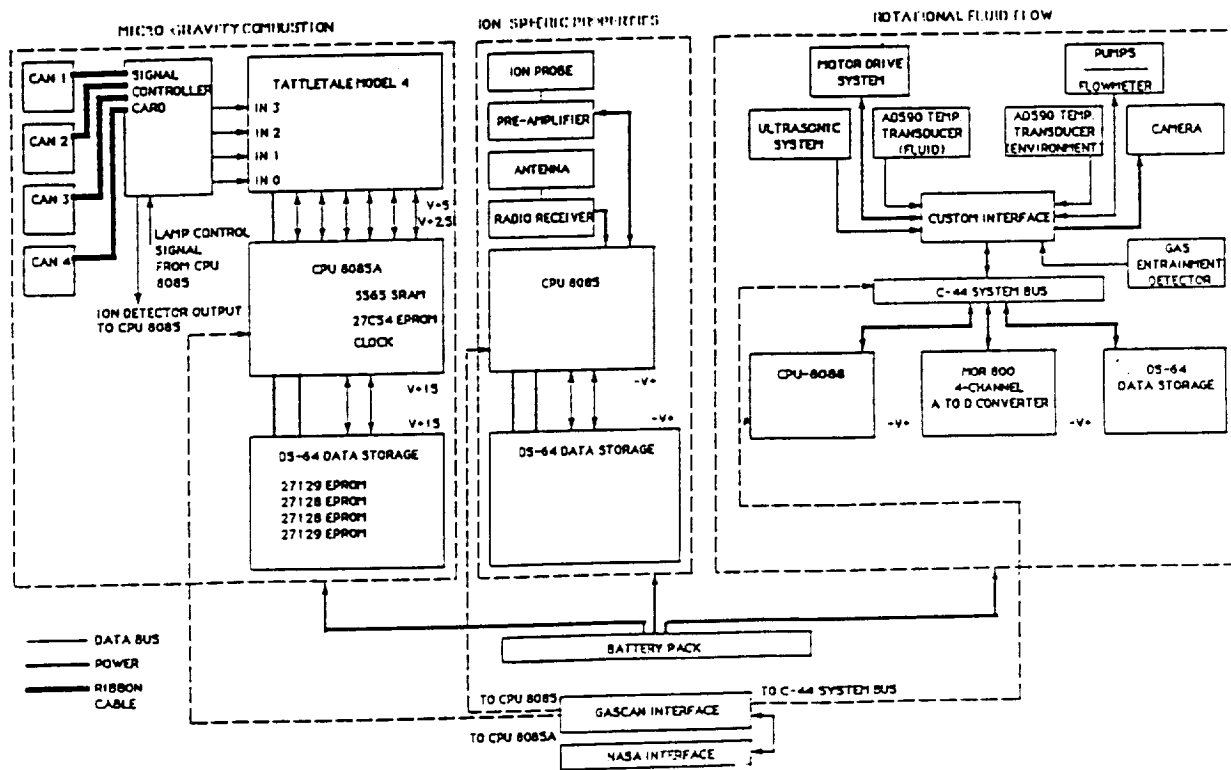 MICRO-GRAVITY COMBUSTION
CAN 1
CAN 2
CAN 3
CAN 4
SIGNAL
CONTROLLER
CARD
TATTLETALE MODEL 4
IN 3
IN 2
IN 1
IN 0
V+5
V+2.5
LAMP CONTROL
SIGNAL
FROM CPU
8085
ION DETECTOR OUTPUT
TO CPU 8085
CPU 8085A
5565 SRAM
27C54 EPROM
CLOCK
V+15
V+15
DS-64 DATA STORAGE
27129 EPROM
27128 EPROM
27128 EPROM
27129 EPROM
ION-SPHERIC PROPERTIES
ION PROBE
PRE-AMPLIFIER
ANTENNA
RADIO RECEIVER
CPU 8085
-V+
-V+
DS-64 DATA STORAGE
ROTATIONAL FLUID FLOW
MOTOR DRIVE
SYSTEM
PUMPS
FLOWMETER
ULTRASONIC
SYSTEM
AD590 TEMP.
TRANSDUCER
(FLUID)
AD590 TEMP.
TRANSDUCER
(ENVIRONMENT)
CAMERA
CUSTOM INTERFACE
GAS
ENTRAINMENT
DETECTOR
C-44 SYSTEM BUS
CPU-8088
-V+
800
4-CHANNEL
A TO D CONVERTER
-V+
DS-64
DATA STORAGE
DATA BUS
POWER
RIBBON
CABLE
BATTERY PACK
TO CPU 8085
TO C-44 SYSTEM BUS
GASCAN INTERFACE
TO CPU 8085A
NASA INTERFACE